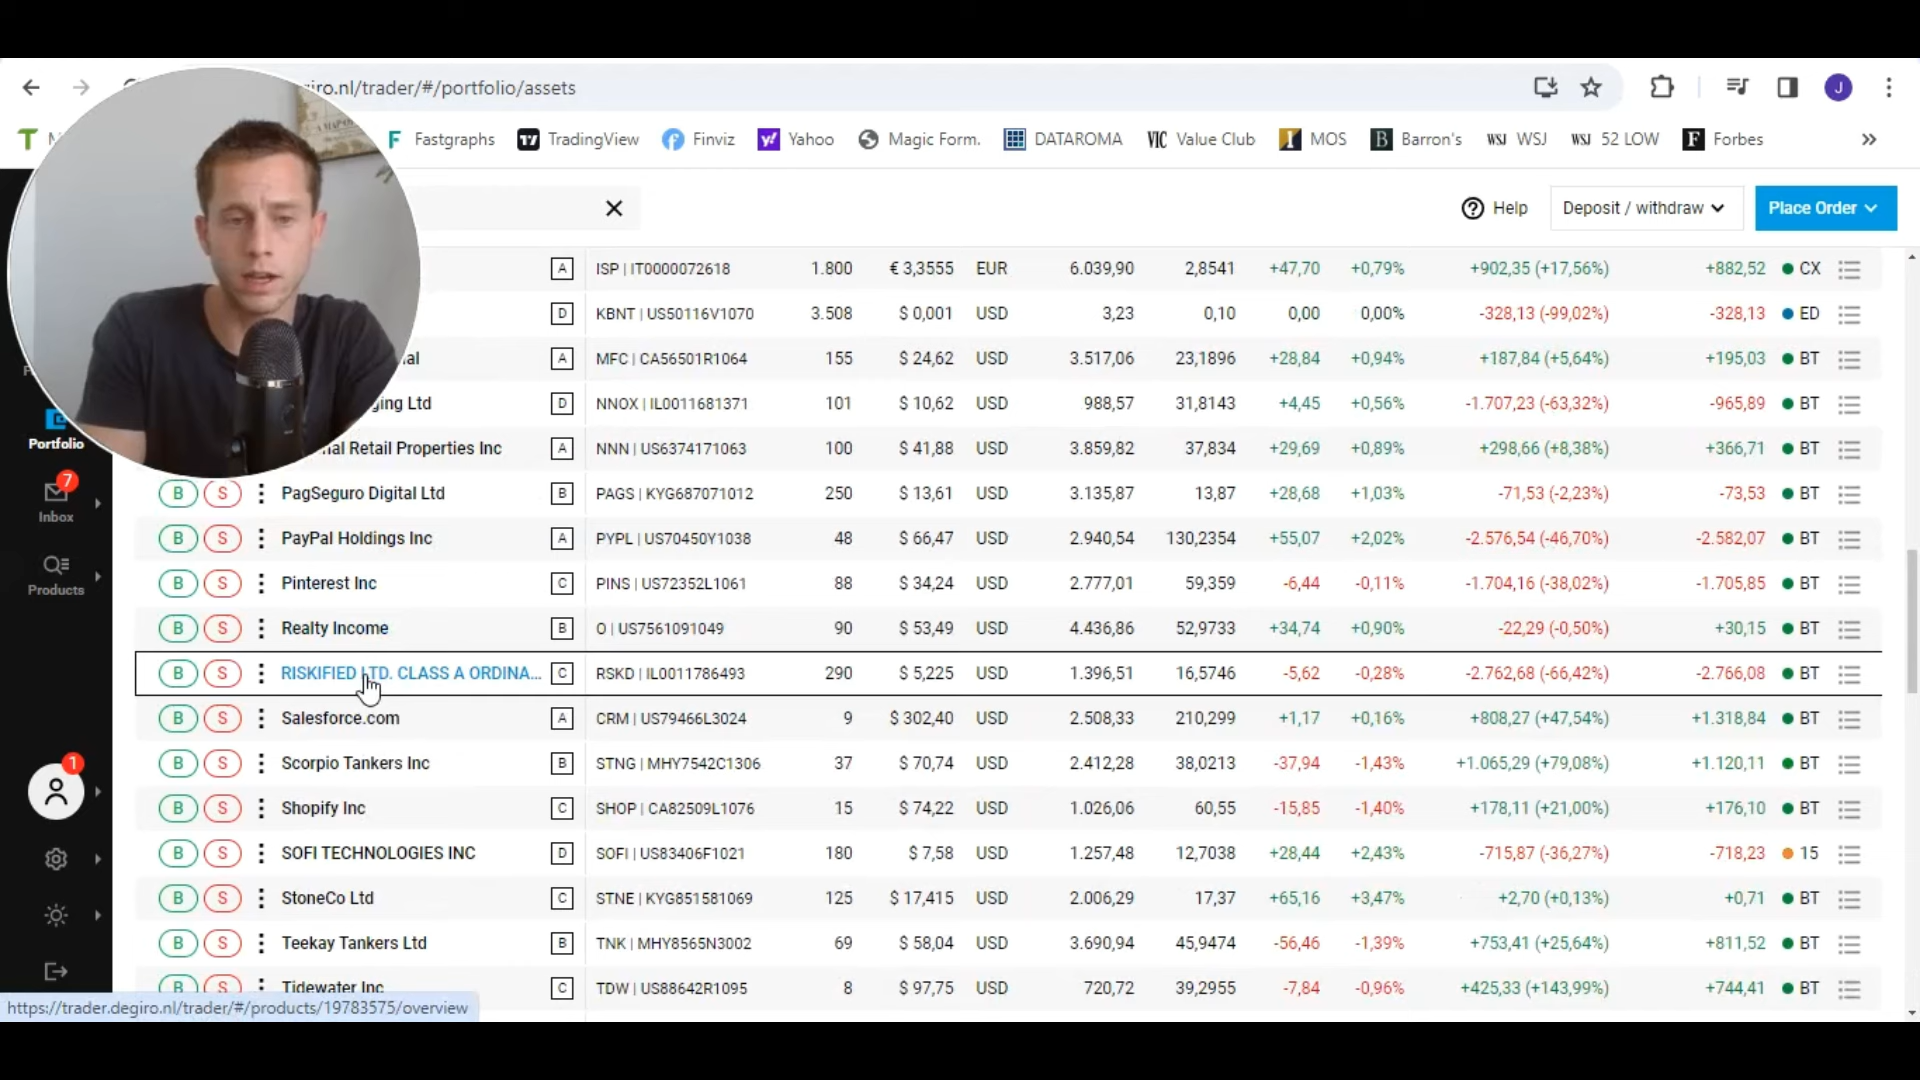 iro.nl/trader/#/portfolio/assets
J
Fastgraphs TradingView Finviz Yahoo Magic Form. DATAROMA VIC Value Club MOS B Barron's WSJ WSJ WSJ 52 LOW F Forbes
Help Deposit / withdraw Place Order
A ISP | IT0000072618 1.800 € 3,3555 EUR 6.039,90 2,8541 +47,70 +0,79% +902,35 (+17,56%) +882,52 CX
D KBNT | US50116V1070 3.508 $ 0,001 USD 3,23 0,10 0,00 0,00% -328,13 (-99,02%) -328,13 ED
al A MFC | CA56501R1064 155 $ 24,62 USD 3.517,06 23,1896 +28,84 +0,94% +187,84 (+5,64%) +195,03 BT
ging Ltd D NNOX | IL0011681371 101 $ 10,62 USD 988,57 31,8143 +4,45 +0,56% -1.707,23 (-63,32%) -965,89 BT
Portfolio
nal Retail Properties Inc A NNN | US6374171063 100 $ 41,88 USD 3.859,82 37,834 +29,69 +0,89% +298,66 (+8,38%) +366,71 BT
7
Inbox
B S PagSeguro Digital Ltd B PAGS | KYG687071012 250 $ 13,61 USD 3.135,87 13,87 +28,68 +1,03% -71,53 (-2,23%) -73,53 BT
B S PayPal Holdings Inc A PYPL | US70450Y1038 48 $ 66,47 USD 2.940,54 130,2354 +55,07 +2,02% -2.576,54 (-46,70%) -2.582,07 BT
Products
B S Pinterest Inc C PINS | US72352L1061 88 $ 34,24 USD 2.777,01 59,359 -6,44 -0,11% -1.704,16 (-38,02%) -1.705,85 BT
B S Realty Income B O | US7561091049 90 $ 53,49 USD 4.436,86 52,9733 +34,74 +0,90% -22,29 (-0,50%) +30,15 BT
B S RISKIFIED LTD. CLASS A ORDINA... C RSKD | IL0011786493 290 $ 5,225 USD 1.396,51 16,5746 -5,62 -0,28% -2.762,68 (-66,42%) -2.766,08 BT
B S Salesforce.com A CRM | US79466L3024 9 $ 302,40 USD 2.508,33 210,299 +1,17 +0,16% +808,27 (+47,54%) +1.318,84 BT
1
B S Scorpio Tankers Inc B STNG | MHY7542C1306 37 $ 70,74 USD 2.412,28 38,0213 -37,94 -1,43% +1.065,29 (+79,08%) +1.120,11 BT
B S Shopify Inc C SHOP | CA82509L1076 15 $ 74,22 USD 1.026,06 60,55 -15,85 -1,40% +178,11 (+21,00%) +176,10 BT
B S SOFI TECHNOLOGIES INC D SOFI | US83406F1021 180 $ 7,58 USD 1.257,48 12,7038 +28,44 +2,43% -715,87 (-36,27%) -718,23 15
B S StoneCo Ltd C STNE | KYG851581069 125 $ 17,415 USD 2.006,29 17,37 +65,16 +3,47% +2,70 (+0,13%) +0,71 BT
B S Teekay Tankers Ltd B TNK | MHY8565N3002 69 $ 58,04 USD 3.690,94 45,9474 -56,46 -1,39% +753,41 (+25,64%) +811,52 BT
B S Tidewater Inc C TDW | US88642R1095 8 $ 97,75 USD 720,72 39,2955 -7,84 -0,96% +425,33 (+143,99%) +744,41 BT
https://trader.degiro.nl/trader/#/products/19783575/overview